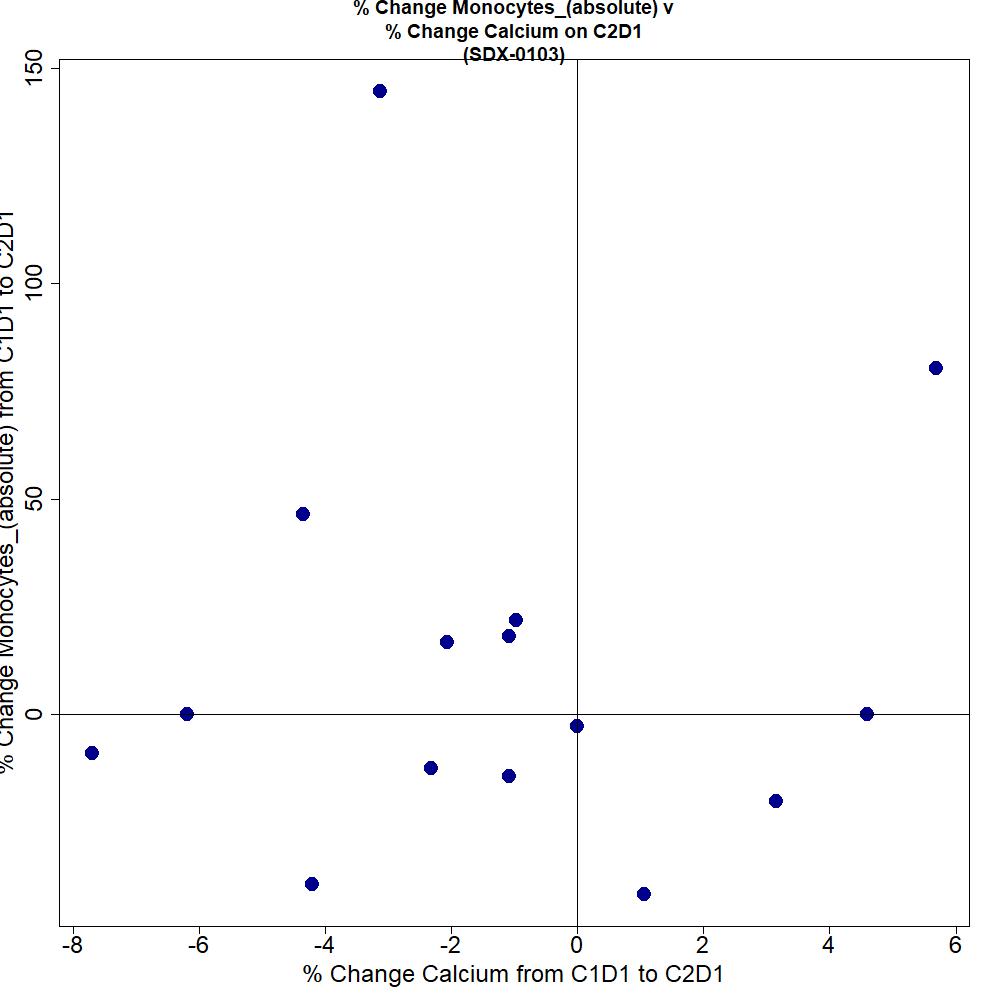 % Change Monocytes_(absolute) v
% Change Calcium on C2D1
(SDX-0103)
% Change Monocytes_(absolute) from C1D1 to C2D1
150
100
50
0
-8 -6 -4 -2 0 2 4 6
% Change Calcium from C1D1 to C2D1